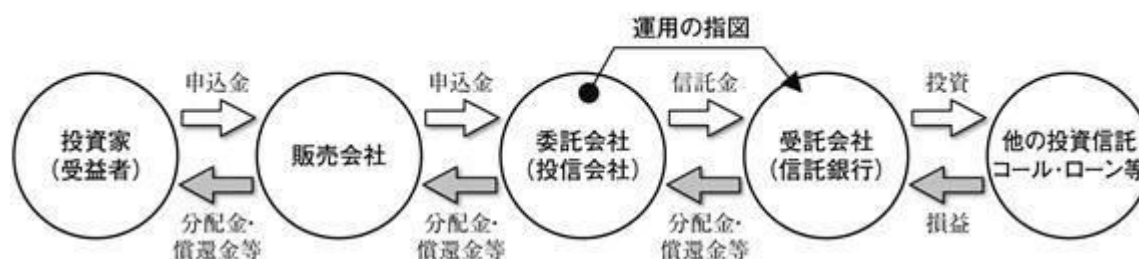 運用の指図
申込金
申込金
信託金
投資
投資家
(受益者)
販売会社
委託会社
(投信会社)
受託会社
(信託銀行)
他の投資信託
コール・ローン等
分配金・
償還金等
分配金・
償還金等
分配金・
償還金等
損益